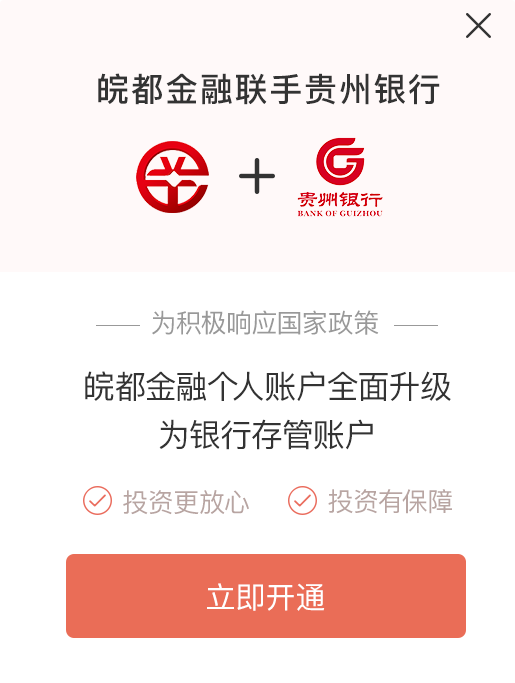 皖都金融联手贵州银行
贵州银行
BANK OF GUIZHOU
为积极响应国家政策
皖都金融个人账户全面升级
为银行存管账户
投资更放心 投资有保障
立即开通